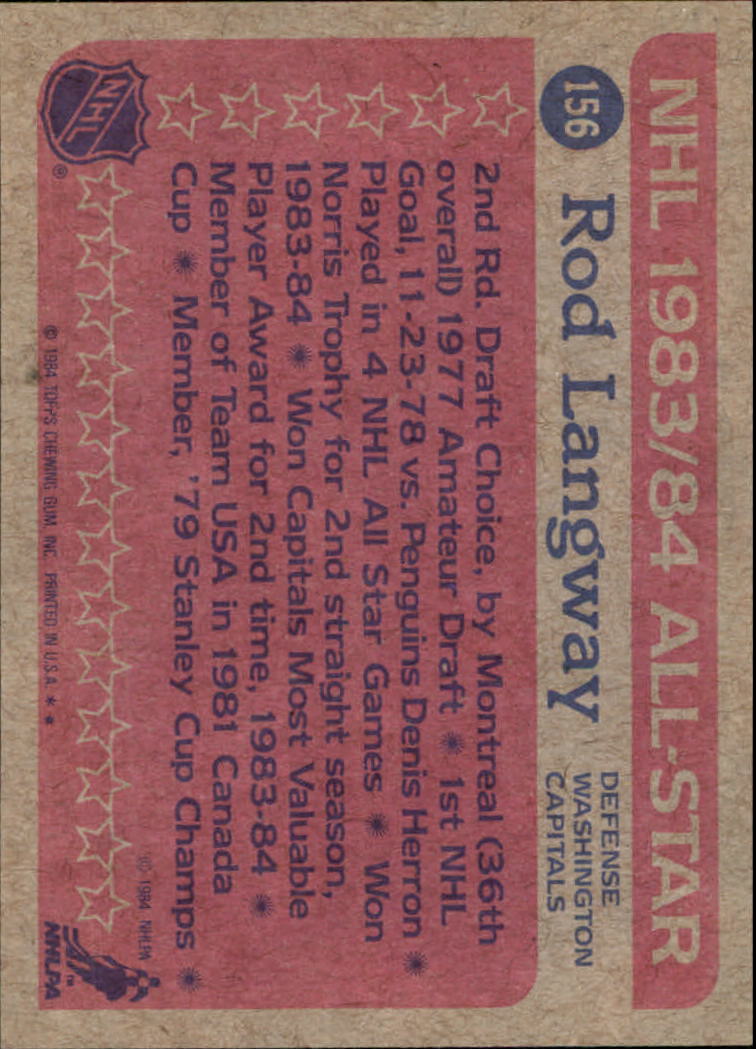 NHL 1983/84 ALL-STAR
156 Rod Langway
DEFENSE
WASHINGTON
CAPITALS
2nd Rd. Draft Choice, by Montreal (36th
overall) 1977 Amateur Draft ✺ 1st NHL
Goal, 11-23-78 vs. Penguins Denis Herron ✺
Played in 4 NHL All Star Games ✺ Won
Norris Trophy for 2nd straight season,
1983-84 ✺ Won Capitals Most Valuable
Player Award for 2nd time, 1983-84 ✺
Member of Team USA in 1981 Canada
Cup ✺ Member, '79 Stanley Cup Champs ✺
NHL ®
© 1984 NHLPA
NHLPA™
© 1984 TOPPS CHEWING GUM, INC. PRINTED IN U.S.A. * *